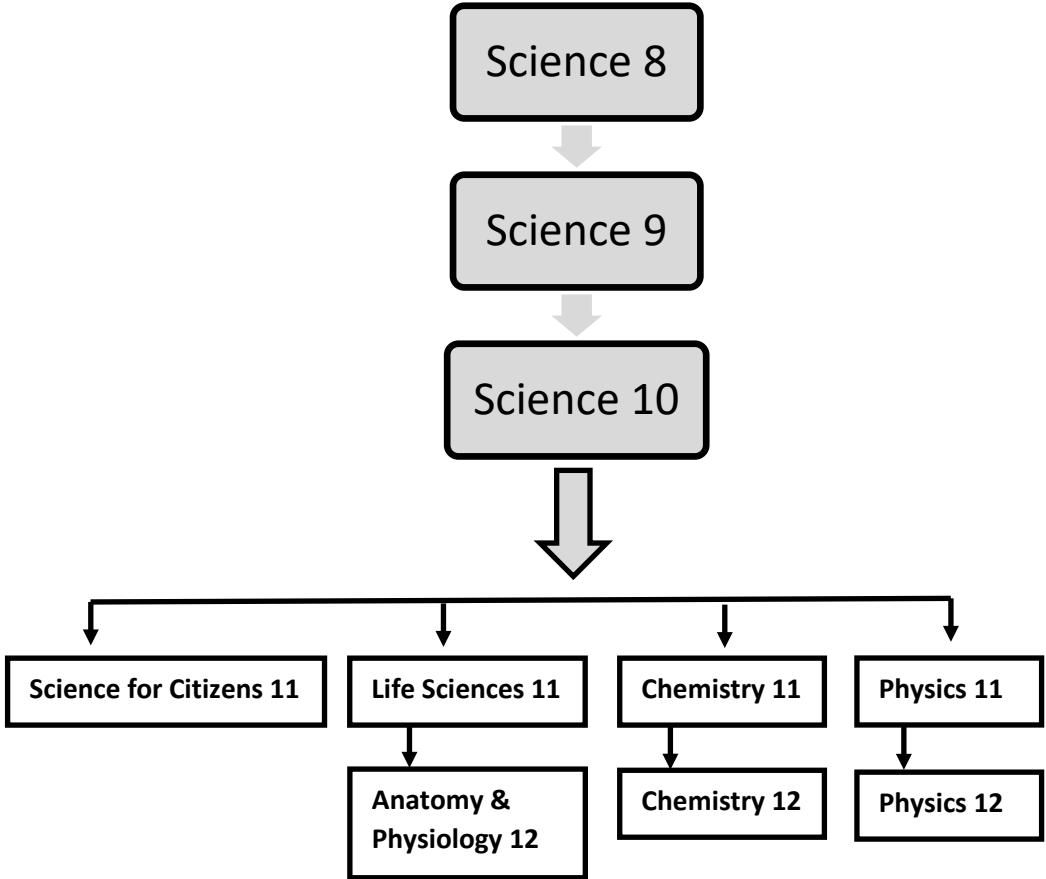 Science 8
Science 9
Science 10
Science for Citizens 11
Life Sciences 11
Chemistry 11
Physics 11
Anatomy &
Physiology 12
Chemistry 12
Physics 12